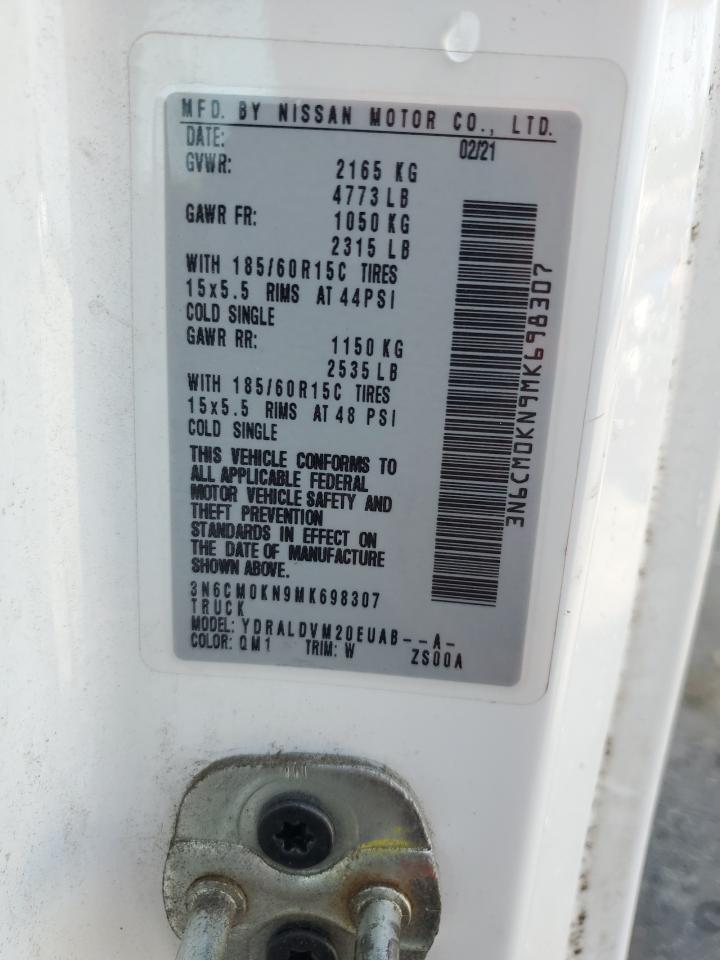 MFD. BY NISSAN MOTOR CO., LTD.
DATE: 02/21
GVWR: 2165 KG
4773 LB
GAWR FR: 1050 KG
2315 LB
WITH 185/60R15C TIRES
15x5.5 RIMS AT 44PSI
COLD SINGLE
GAWR RR: 1150 KG
2535 LB
WITH 185/60R15C TIRES
15x5.5 RIMS AT 48 PSI
COLD SINGLE
THIS VEHICLE CONFORMS TO
ALL APPLICABLE FEDERAL
MOTOR VEHICLE SAFETY AND
THEFT PREVENTION
STANDARDS IN EFFECT ON
THE DATE OF MANUFACTURE
SHOWN ABOVE.
3N6CM0KN9MK698307
TRUCK
MODEL: YDRALDVM20EUAB--A-
COLOR: QM1 TRIM: W ZS00A
3N6CM0KN9MK698307